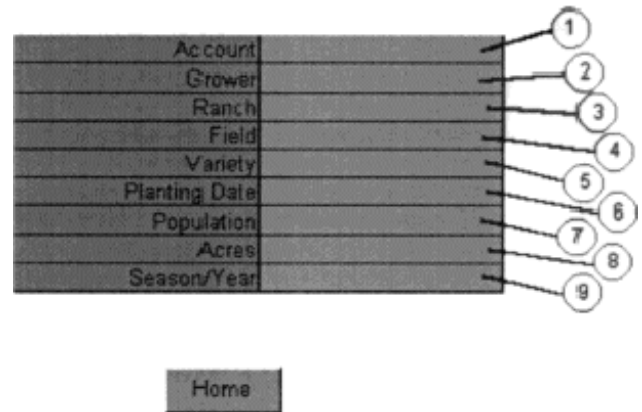 Account 1
Grower 2
Ranch 3
Field 4
Variety 5
Planting Date 6
Population 7
Acres 8
Season/Year 9
Home